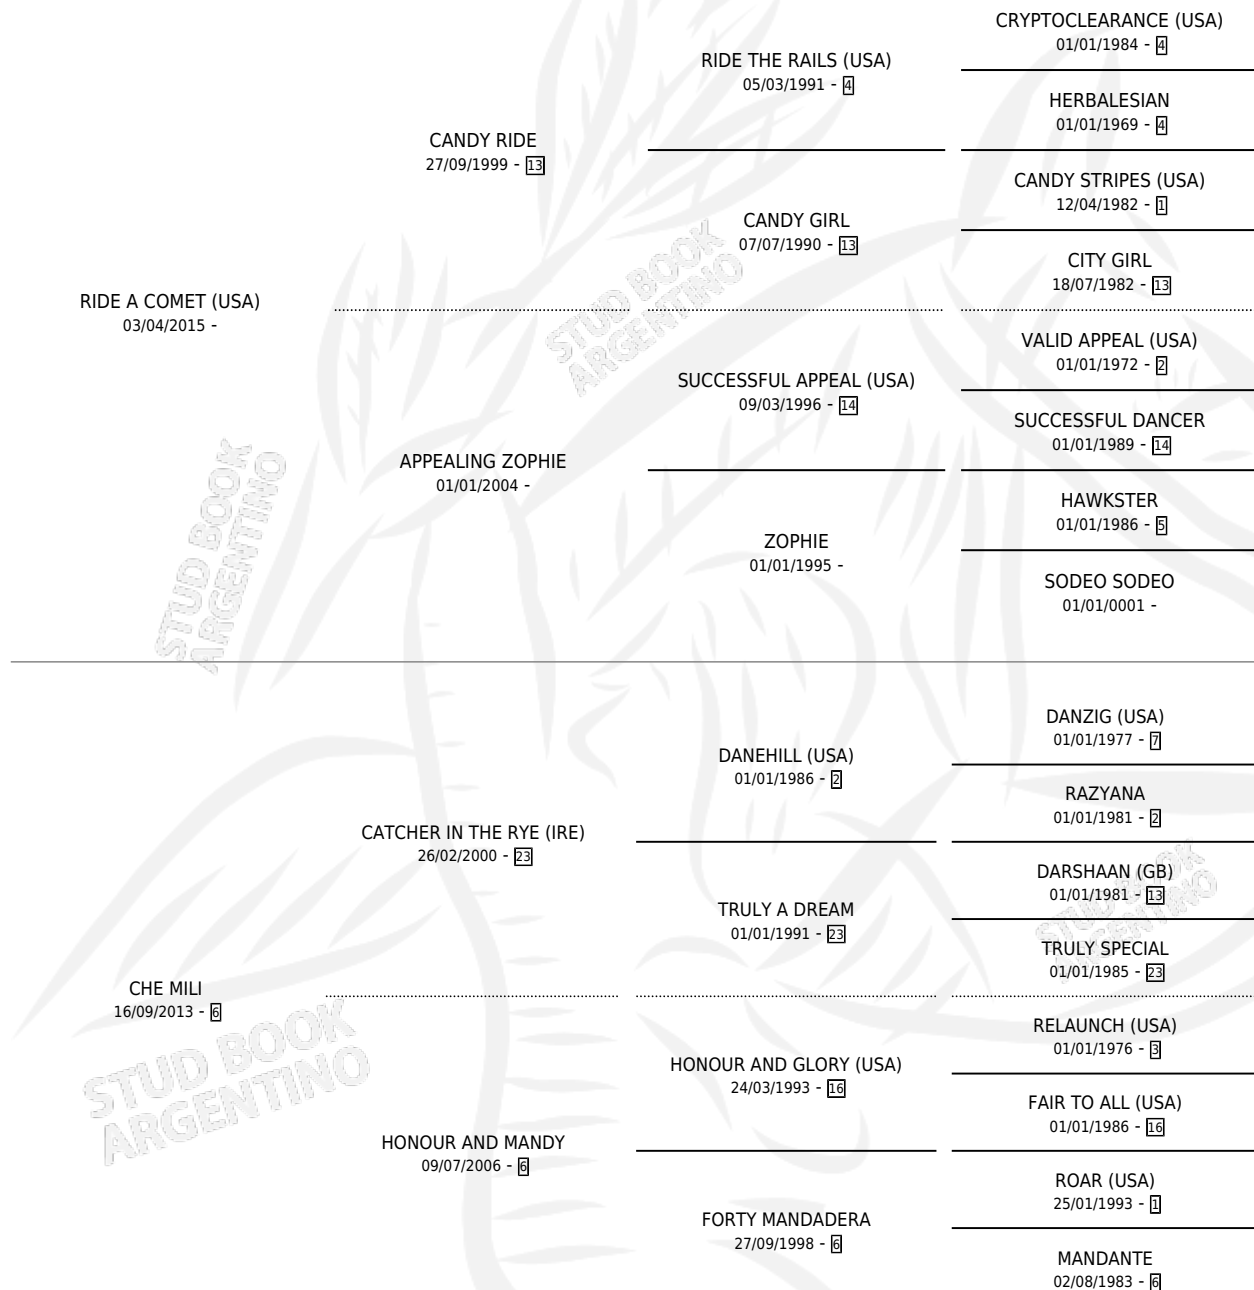 CRYPTOCLEARANCE (USA)
01/01/1984 - 4
RIDE THE RAILS (USA)
05/03/1991 - 4
HERBALESIAN
01/01/1969 - 4
CANDY RIDE
27/09/1999 - 13
CANDY STRIPES (USA)
12/04/1982 - 1
CANDY GIRL
07/07/1990 - 13
CITY GIRL
18/07/1982 - 13
RIDE A COMET (USA)
03/04/2015 -
VALID APPEAL (USA)
01/01/1972 - 2
SUCCESSFUL APPEAL (USA)
09/03/1996 - 14
SUCCESSFUL DANCER
01/01/1989 - 14
APPEALING ZOPHIE
01/01/2004 -
HAWKSTER
01/01/1986 - 5
ZOPHIE
01/01/1995 -
SODEO SODEO
01/01/0001 -
DANZIG (USA)
01/01/1977 - 7
DANEHILL (USA)
01/01/1986 - 2
RAZYANA
01/01/1981 - 2
CATCHER IN THE RYE (IRE)
26/02/2000 - 23
DARSHAAN (GB)
01/01/1981 - 13
TRULY A DREAM
01/01/1991 - 23
TRULY SPECIAL
01/01/1985 - 23
CHE MILI
16/09/2013 - 6
RELAUNCH (USA)
01/01/1976 - 3
HONOUR AND GLORY (USA)
24/03/1993 - 16
FAIR TO ALL (USA)
01/01/1986 - 16
HONOUR AND MANDY
09/07/2006 - 6
ROAR (USA)
25/01/1993 - 1
FORTY MANDADERA
27/09/1998 - 6
MANDANTE
02/08/1983 - 6
STUD BOOK
ARGENTINO
STUD BOOK
ARGENTINO
STUD BOOK
ARGENTINO
STUD BOOK
ARGENTINO